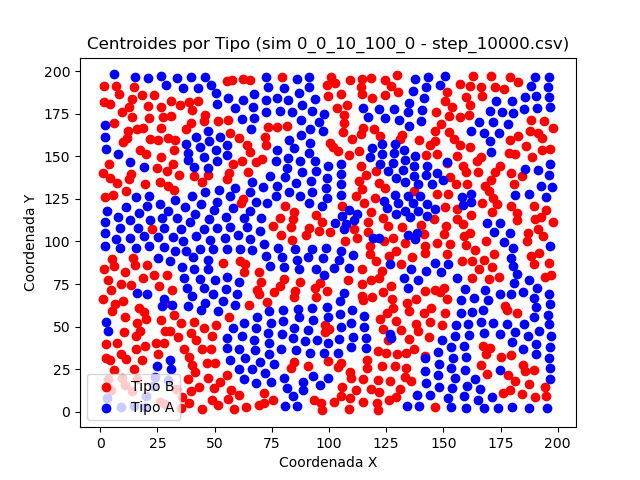 Centroides por Tipo (sim 0_0_10_100_0 - step_10000.csv)
200
175
150
125
100
75
50
25
0
Coordenada Y
Tipo B
Tipo A
0 25 50 75 100 125 150 175 200
Coordenada X